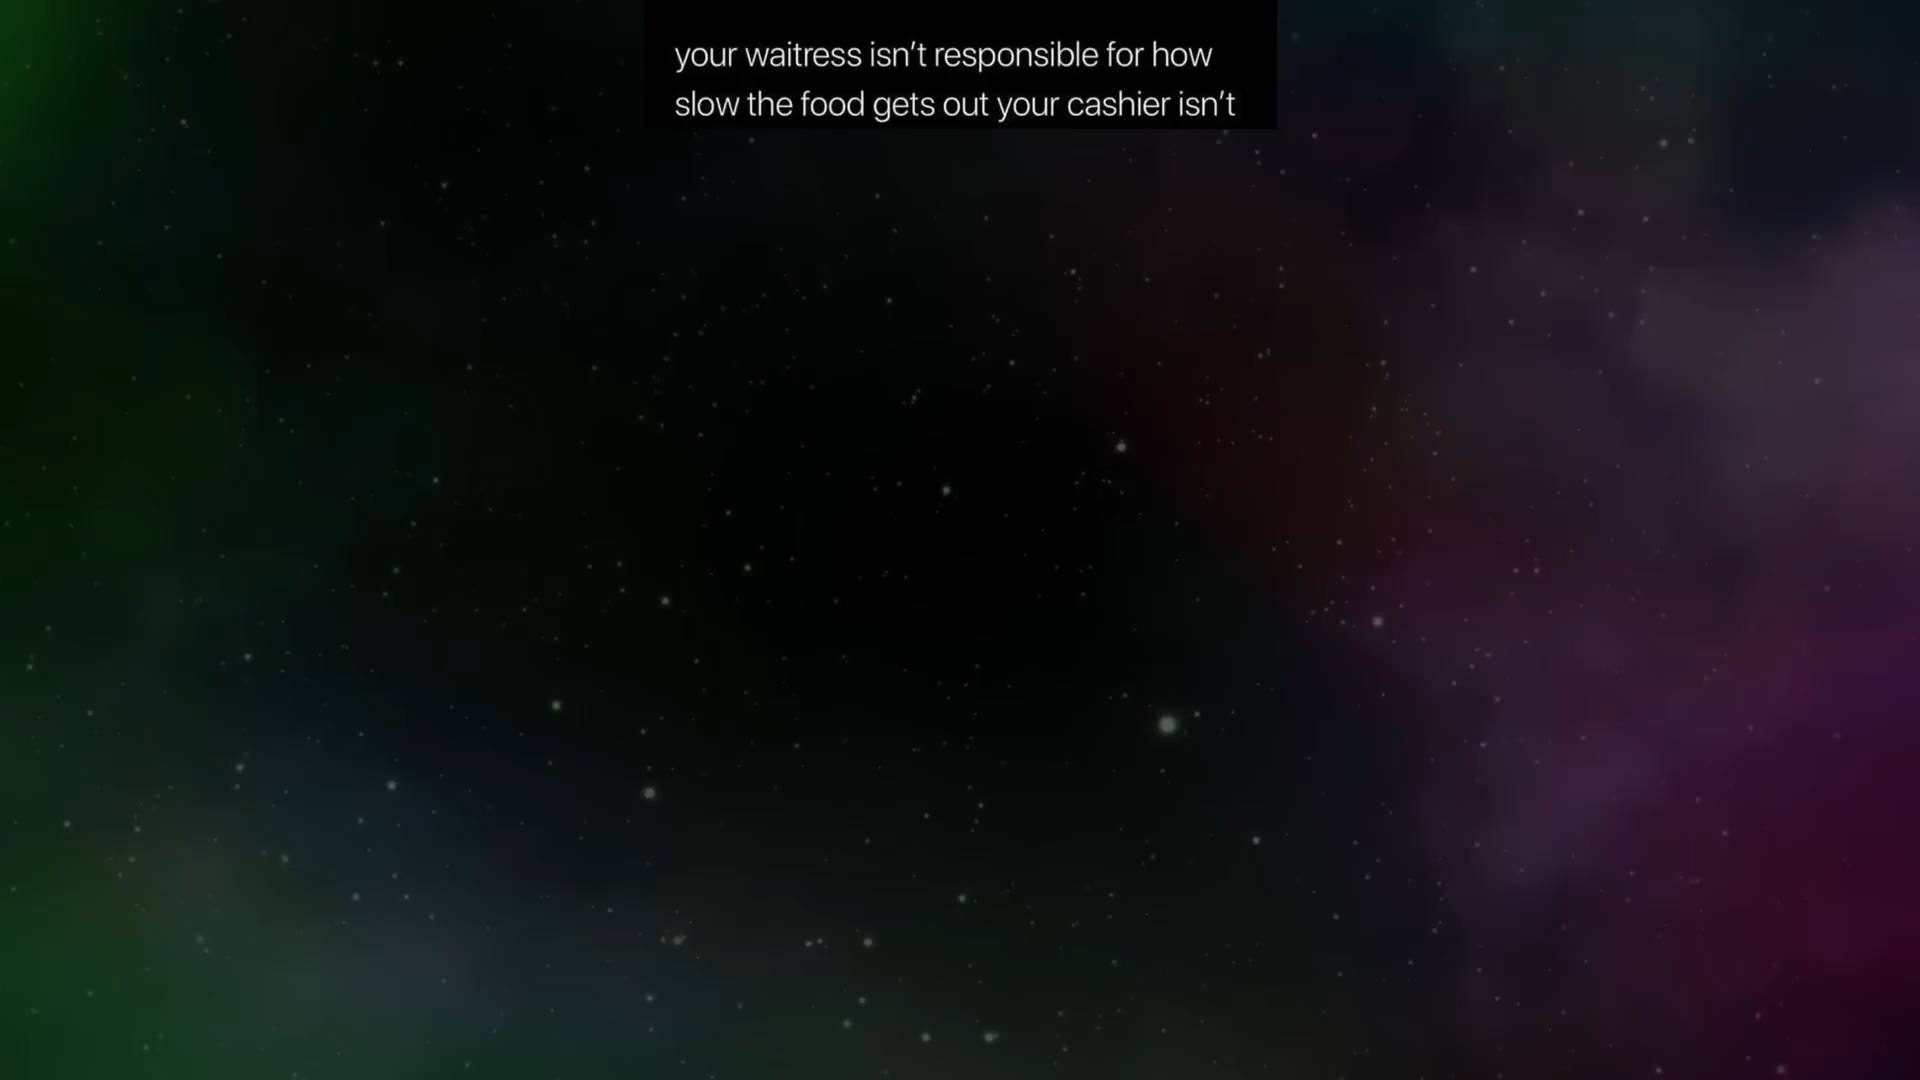 your waitress isn’t responsible for how
slow the food gets out your cashier isn’t